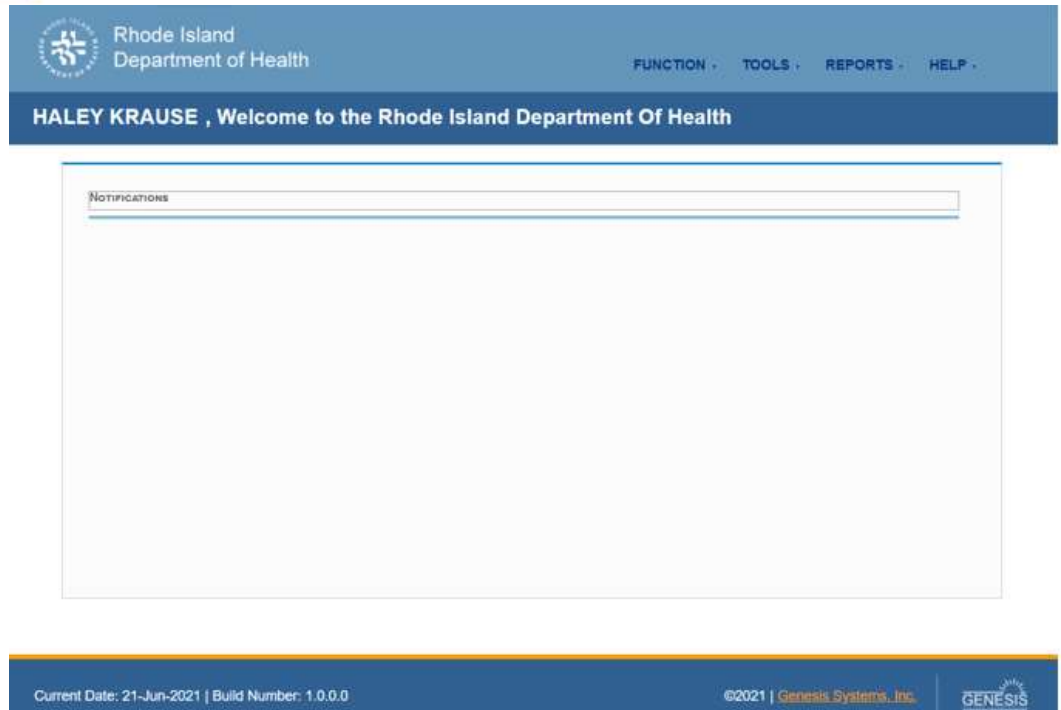 Rhode Island
Department of Health
FUNCTION TOOLS REPORTS HELP
HALEY KRAUSE , Welcome to the Rhode Island Department Of Health
NOTIFICATIONS
Current Date: 21-Jun-2021 | Build Number: 1.0.0.0
©2021 | Genesis Systems, Inc.
GENESIS